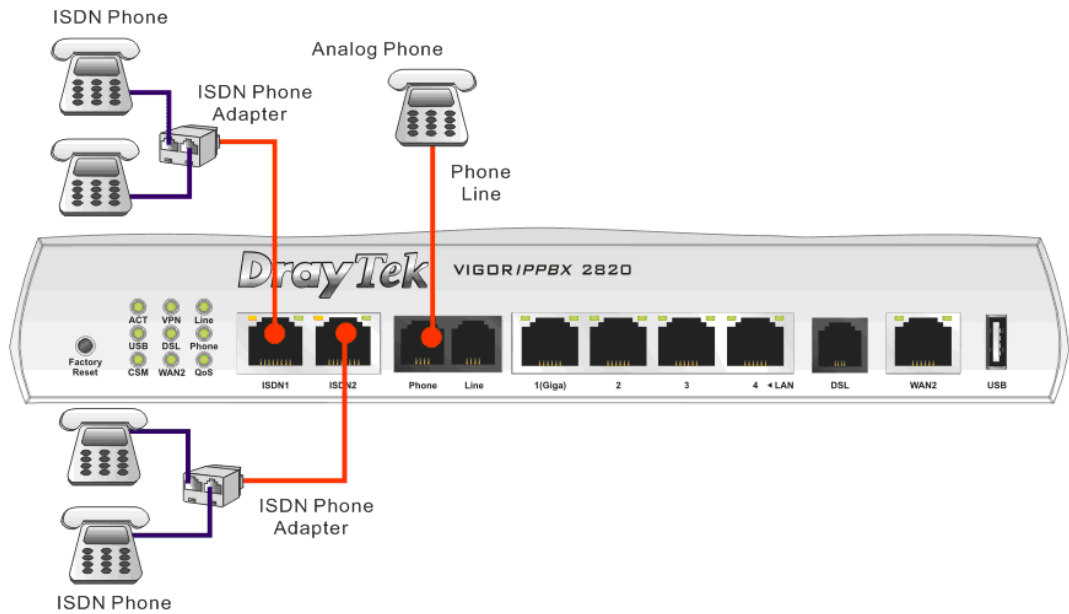 ISDN Phone
Analog Phone
ISDN Phone
Adapter
Phone
Line
DrayTek VIGORIPPBX 2820
ACT VPN Line
USB DSL Phone
CSM WAN2 QoS
Factory
Reset
ISDN1 ISDN2 Phone Line 1(Giga) 2 3 4 ◄LAN DSL WAN2 USB
ISDN Phone
Adapter
ISDN Phone